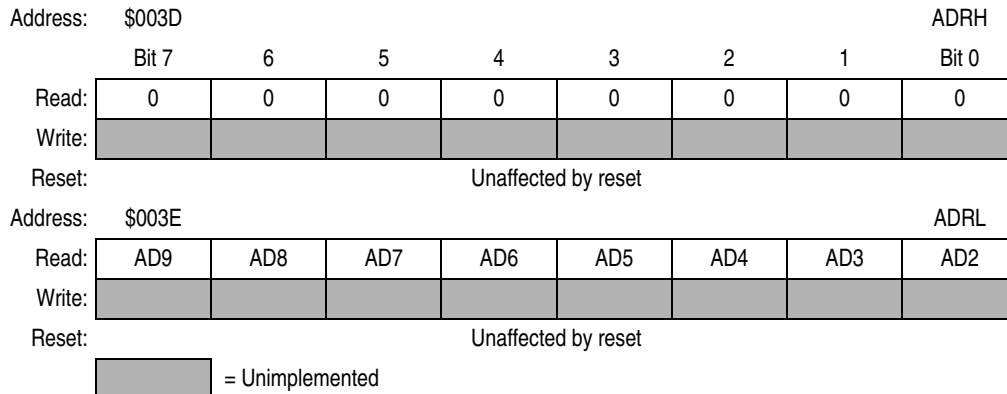 Address: $003D ADRH
Bit 7 6 5 4 3 2 1 Bit 0
Read: 0 0 0 0 0 0 0 0
Write:
Reset: Unaffected by reset
Address: $003E ADRL
Read: AD9 AD8 AD7 AD6 AD5 AD4 AD3 AD2
Write:
Reset: Unaffected by reset
= Unimplemented